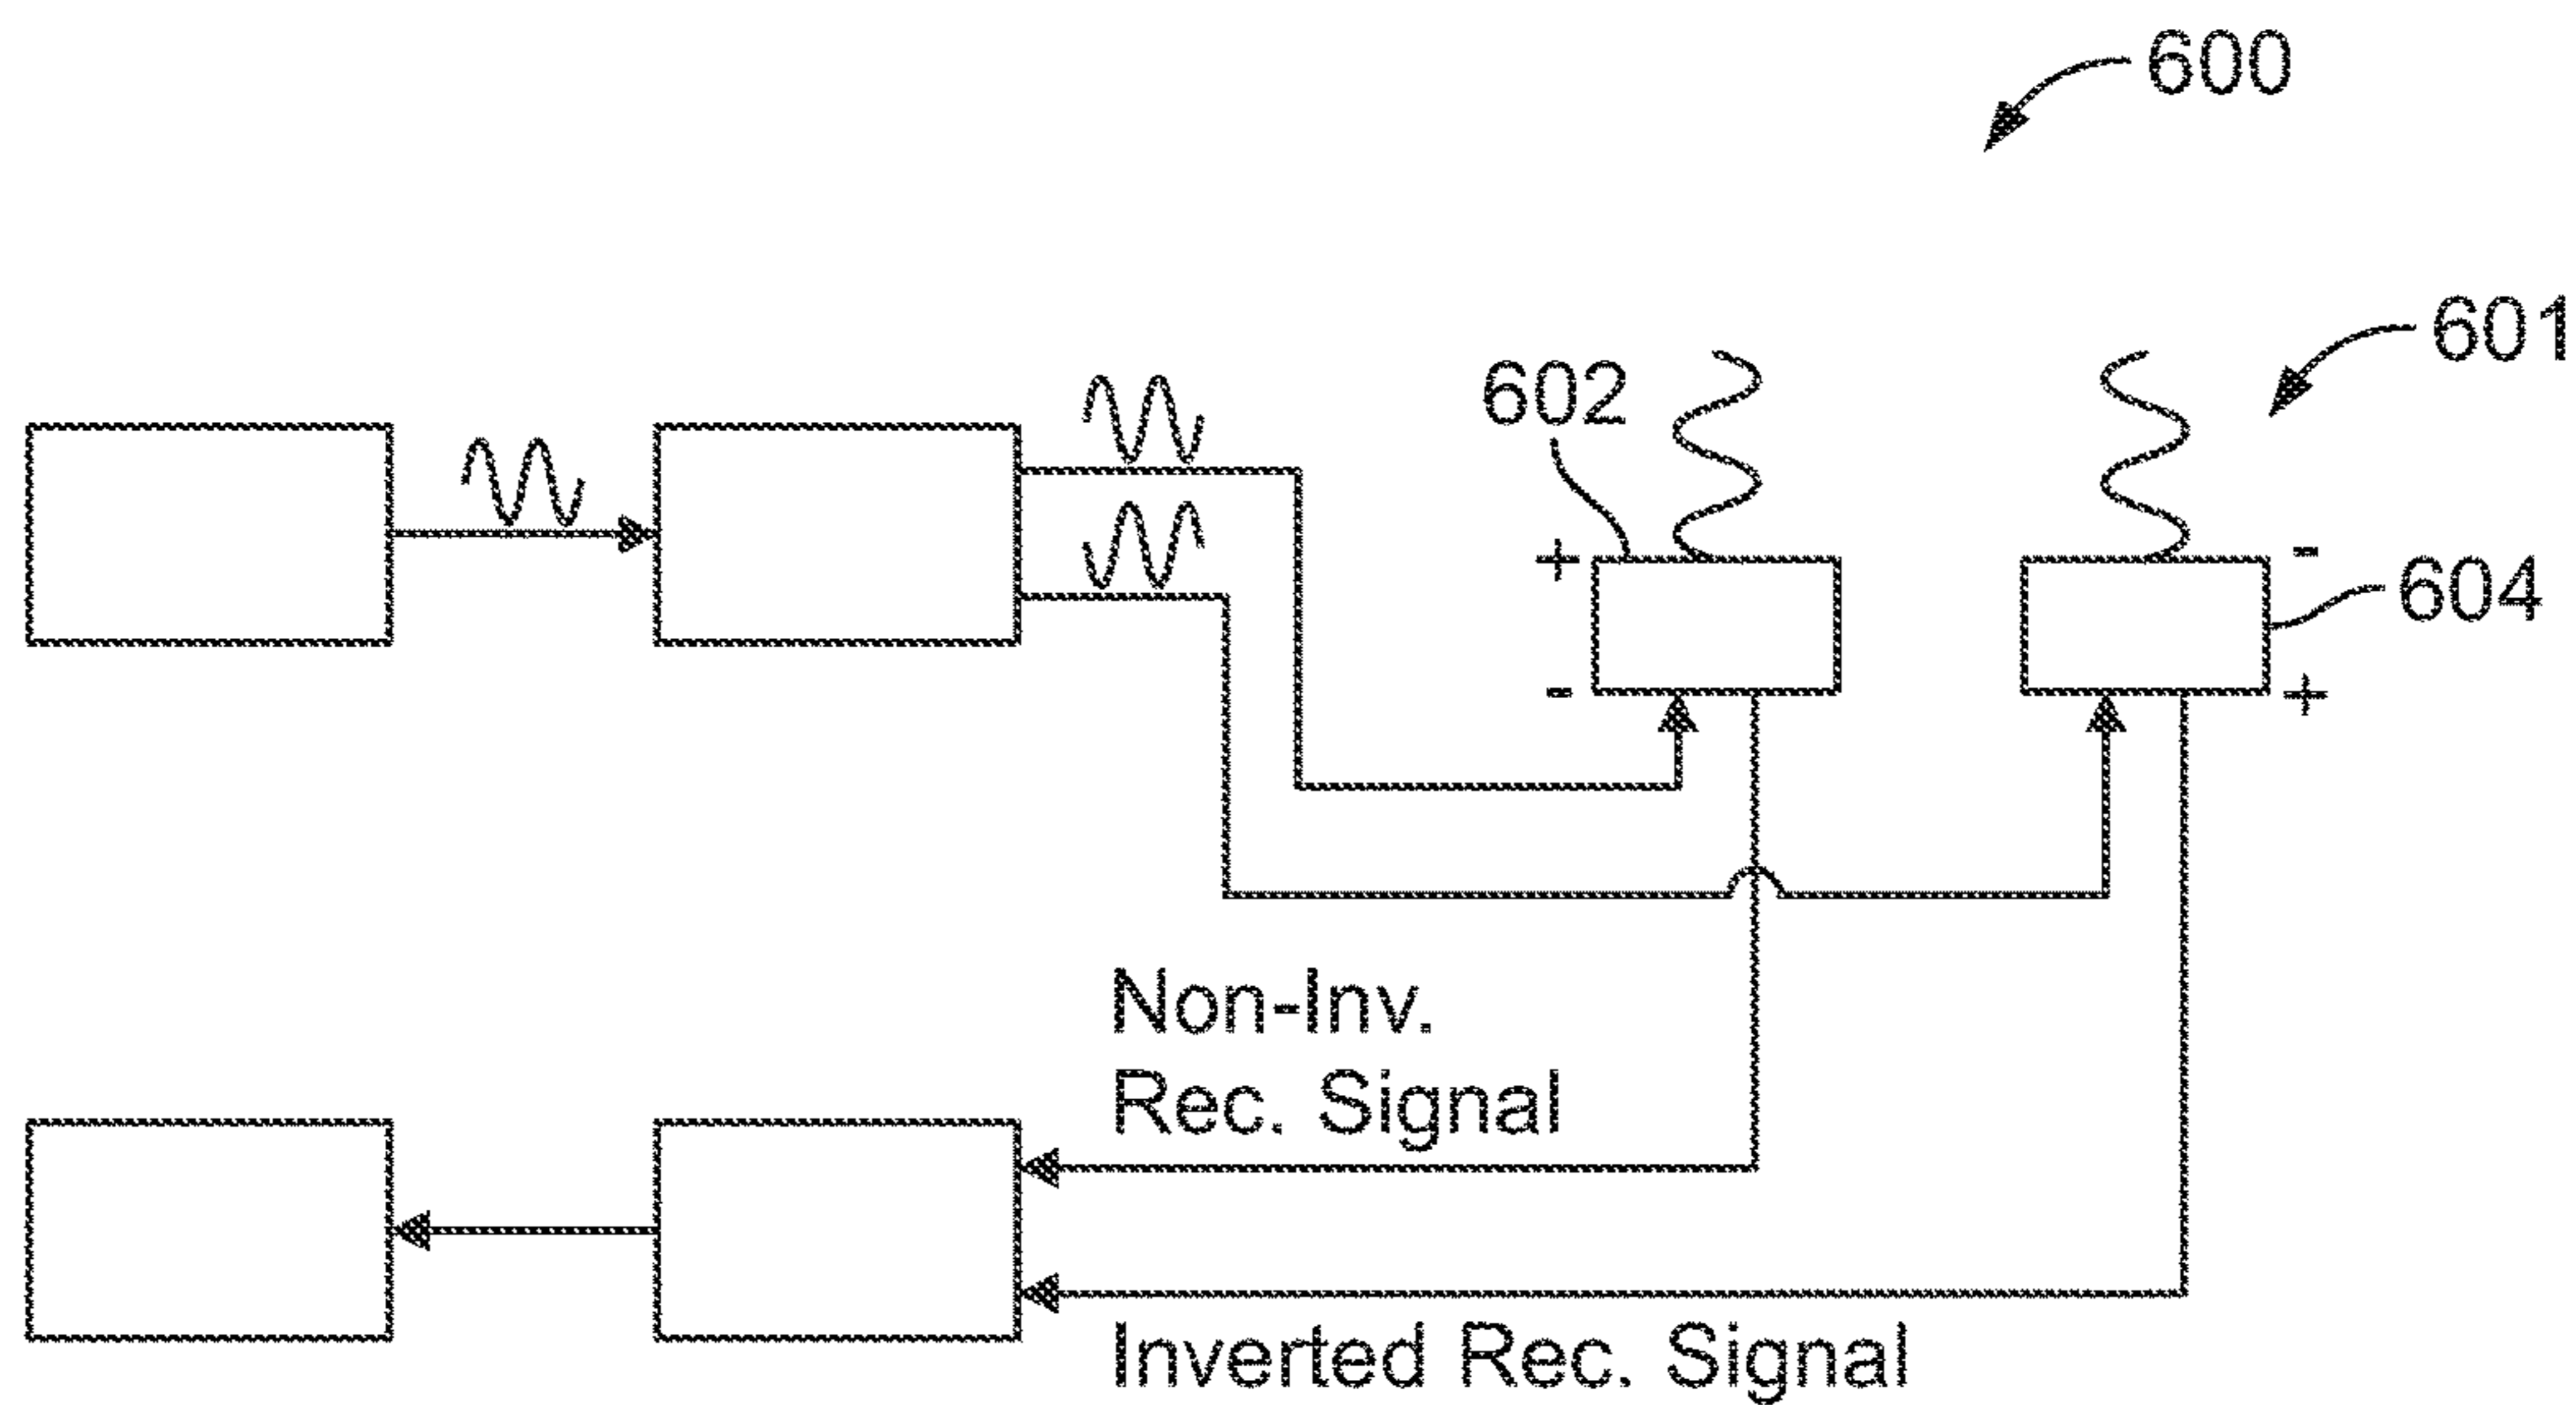 600
601
602
+
-
604
-
+
Non-Inv.
Rec. Signal
Inverted Rec. Signal